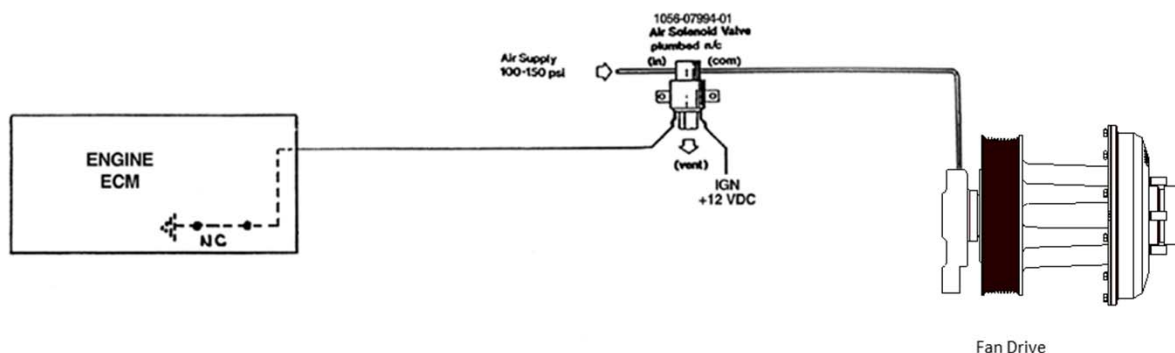 1056-07994-01
Air Solenoid Valve
plumbed n/c
(in) (com)
Air Supply
100-150 psi
ENGINE
ECM
NC
(vent)
IGN
+12 VDC
Fan Drive